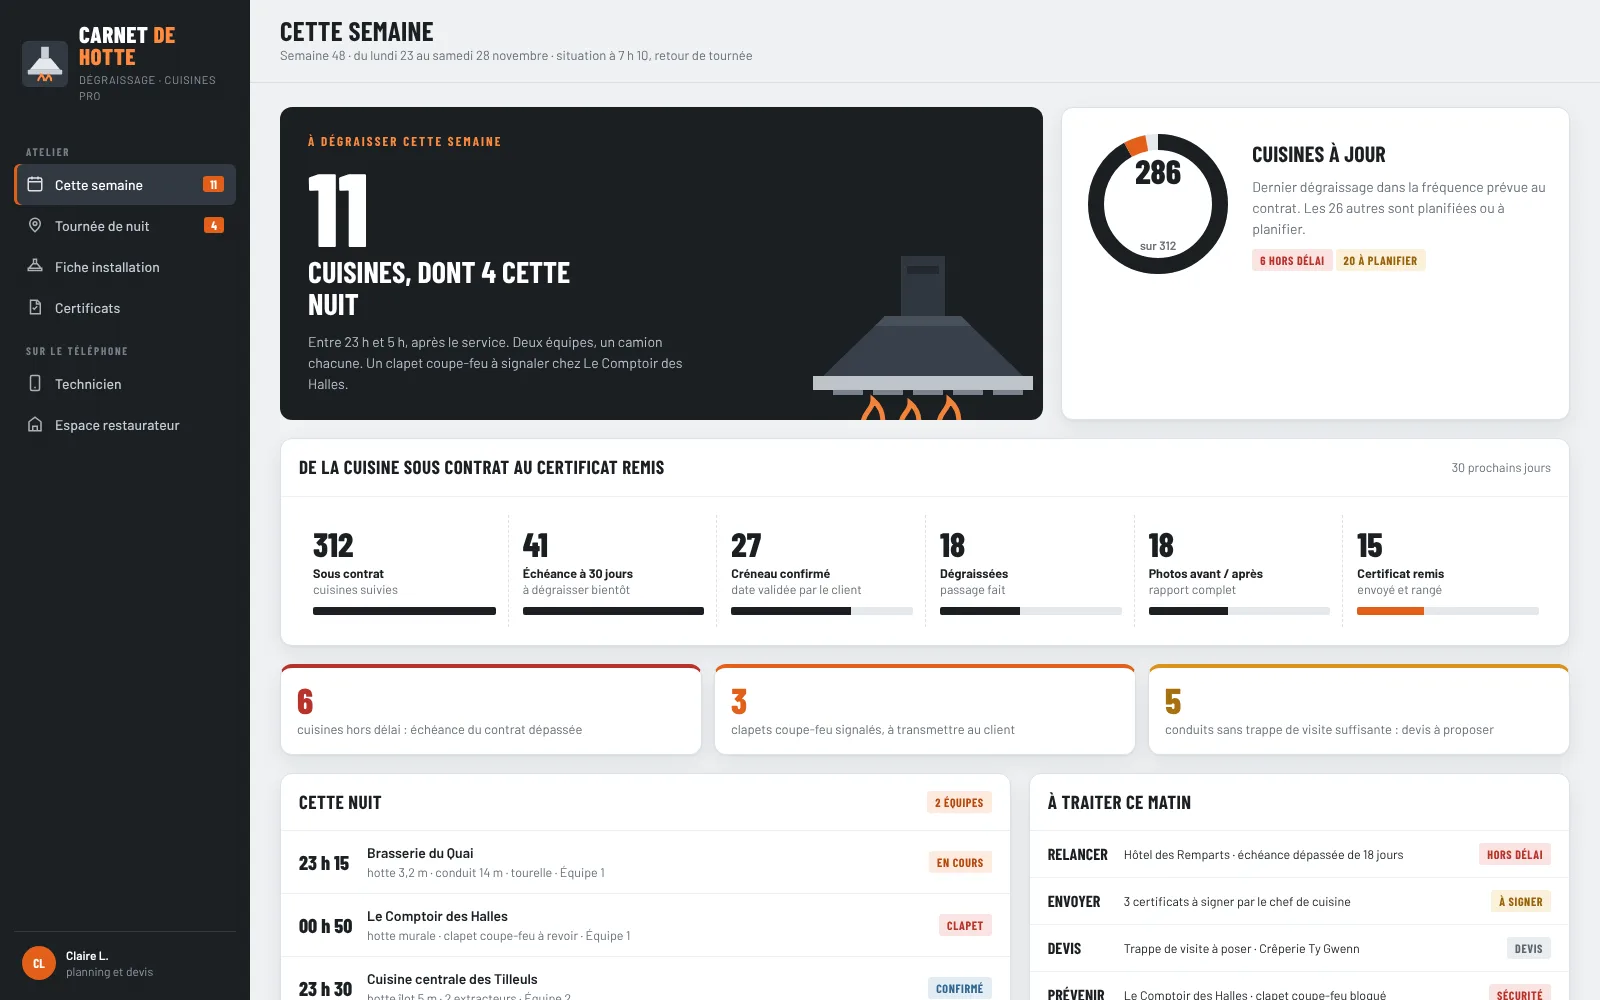 CARNET DE
HOTTE
DÉGRAISSAGE · CUISINES
PRO
ATELIER
Cette semaine 11
Tournée de nuit 4
Fiche installation
Certificats
SUR LE TÉLÉPHONE
Technicien
Espace restaurateur
CL
Claire L.
planning et devis
CETTE SEMAINE
Semaine 48 · du lundi 23 au samedi 28 novembre · situation à 7 h 10, retour de tournée
À DÉGRAISSER CETTE SEMAINE
11
CUISINES, DONT 4 CETTE
NUIT
Entre 23 h et 5 h, après le service. Deux équipes, un camion
chacune. Un clapet coupe-feu à signaler chez Le Comptoir des
Halles.
286
sur 312
CUISINES À JOUR
Dernier dégraissage dans la fréquence prévue au
contrat. Les 26 autres sont planifiées ou à
planifier.
6 HORS DÉLAI 20 À PLANIFIER
DE LA CUISINE SOUS CONTRAT AU CERTIFICAT REMIS
30 prochains jours
312
Sous contrat
cuisines suivies
41
Échéance à 30 jours
à dégraisser bientôt
27
Créneau confirmé
date validée par le client
18
Dégraissées
passage fait
18
Photos avant / après
rapport complet
15
Certificat remis
envoyé et rangé
6
cuisines hors délai : échéance du contrat dépassée
3
clapets coupe-feu signalés, à transmettre au client
5
conduits sans trappe de visite suffisante : devis à proposer
CETTE NUIT
2 ÉQUIPES
23 h 15
Brasserie du Quai
hotte 3,2 m · conduit 14 m · tourelle · Équipe 1
EN COURS
00 h 50
Le Comptoir des Halles
hotte murale · clapet coupe-feu à revoir · Équipe 1
CLAPET
23 h 30
Cuisine centrale des Tilleuls
hotte îlot 5 m · 2 extracteurs · Équipe 2
CONFIRMÉ
À TRAITER CE MATIN
RELANCER Hôtel des Remparts · échéance dépassée de 18 jours HORS DÉLAI
ENVOYER 3 certificats à signer par le chef de cuisine À SIGNER
DEVIS Trappe de visite à poser · Crêperie Ty Gwenn DEVIS
PRÉVENIR Le Comptoir des Halles · clapet coupe-feu bloqué SÉCURITÉ